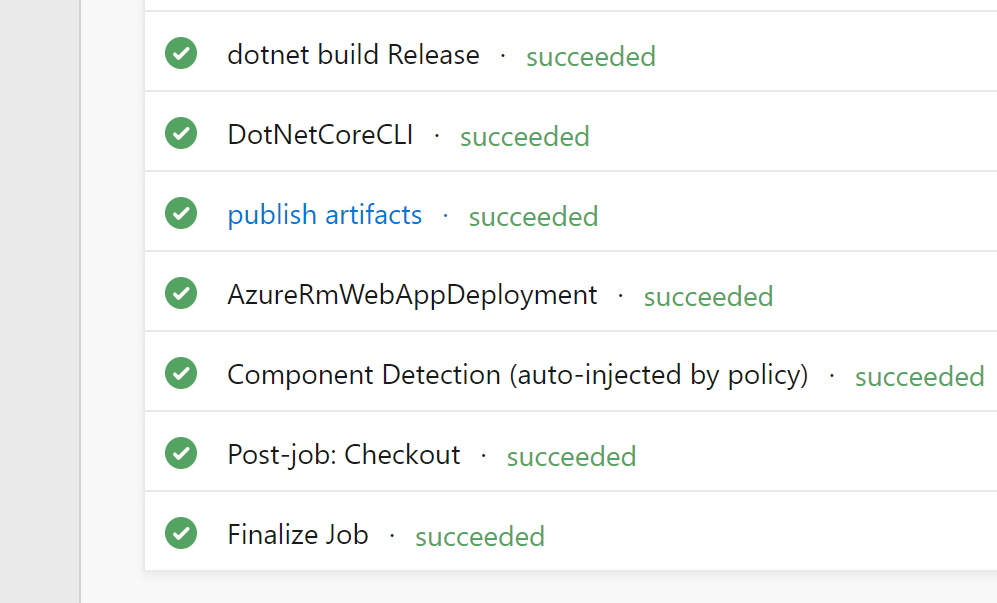 dotnet build Release · succeeded
DotNetCoreCLI · succeeded
publish artifacts · succeeded
AzureRmWebAppDeployment · succeeded
Component Detection (auto-injected by policy) · succeeded
Post-job: Checkout · succeeded
Finalize Job · succeeded